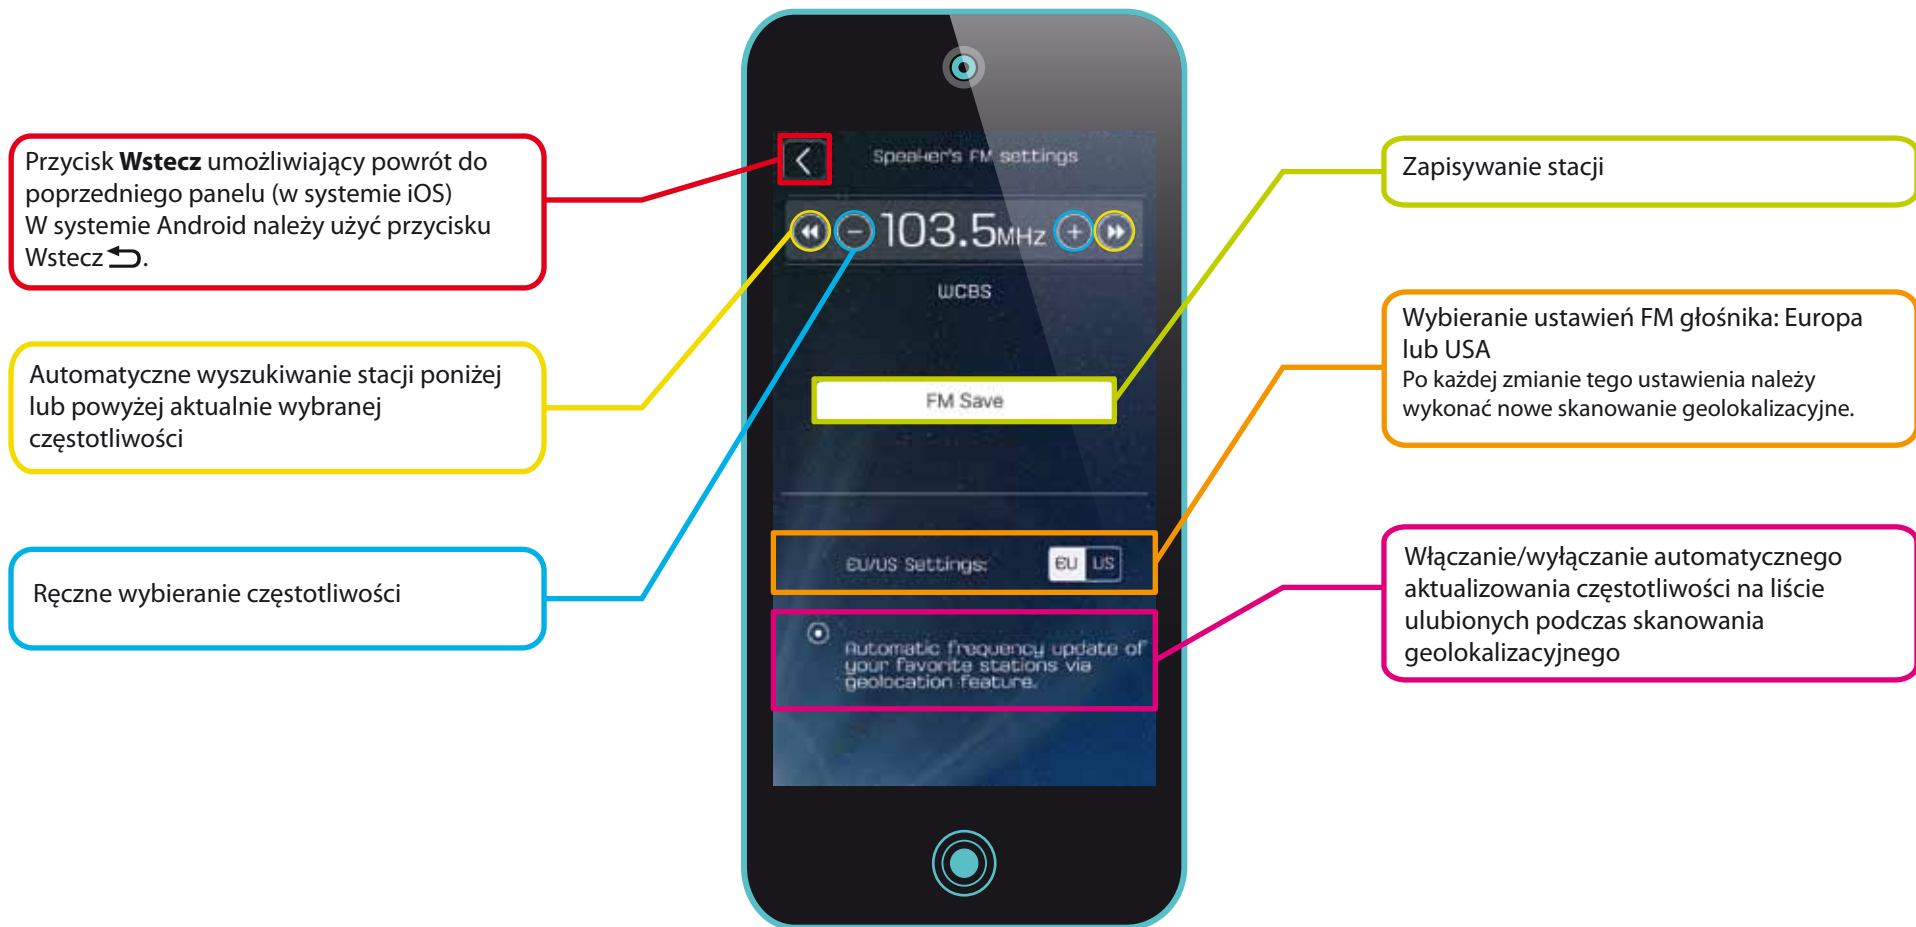 Przycisk Wstecz umożliwiający powrót do
poprzedniego panelu (w systemie iOS)
W systemie Android należy użyć przycisku
Wstecz.
Automatyczne wyszukiwanie stacji poniżej
lub powyżej aktualnie wybranej
częstotliwości
Ręczne wybieranie częstotliwości
Speaker's FM settings
103.5MHz
WCBS
FM Save
EU/US Settings:
EU US
Automatic frequency update of
your favorite stations via
geolocation feature.
Zapisywanie stacji
Wybieranie ustawień FM głośnika: Europa
lub USA
Po każdej zmianie tego ustawienia należy
wykonać nowe skanowanie geolokalizacyjne.
Włączanie/wyłączanie automatycznego
aktualizowania częstotliwości na liście
ulubionych podczas skanowania
geolokalizacyjnego